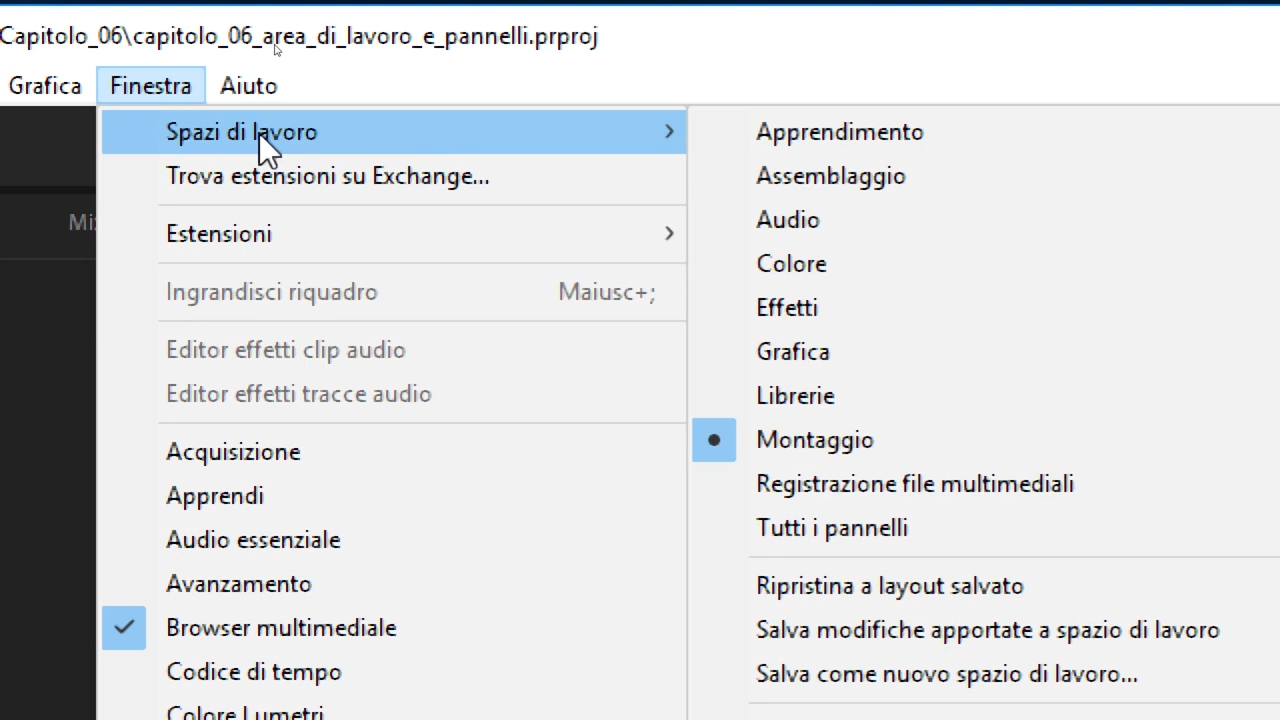 Capitolo_06\capitolo_06_area_di_lavoro_e_pannelli.prproj
Grafica Finestra Aiuto
Spazi di lavoro
Trova estensioni su Exchange...
Estensioni
Ingrandisci riquadro Maiusc+;
Editor effetti clip audio
Editor effetti tracce audio
Acquisizione
Apprendi
Audio essenziale
Avanzamento
Browser multimediale
Codice di tempo
Colore Lumetri
Apprendimento
Assemblaggio
Audio
Colore
Effetti
Grafica
Librerie
Montaggio
Registrazione file multimediali
Tutti i pannelli
Ripristina a layout salvato
Salva modifiche apportate a spazio di lavoro
Salva come nuovo spazio di lavoro...